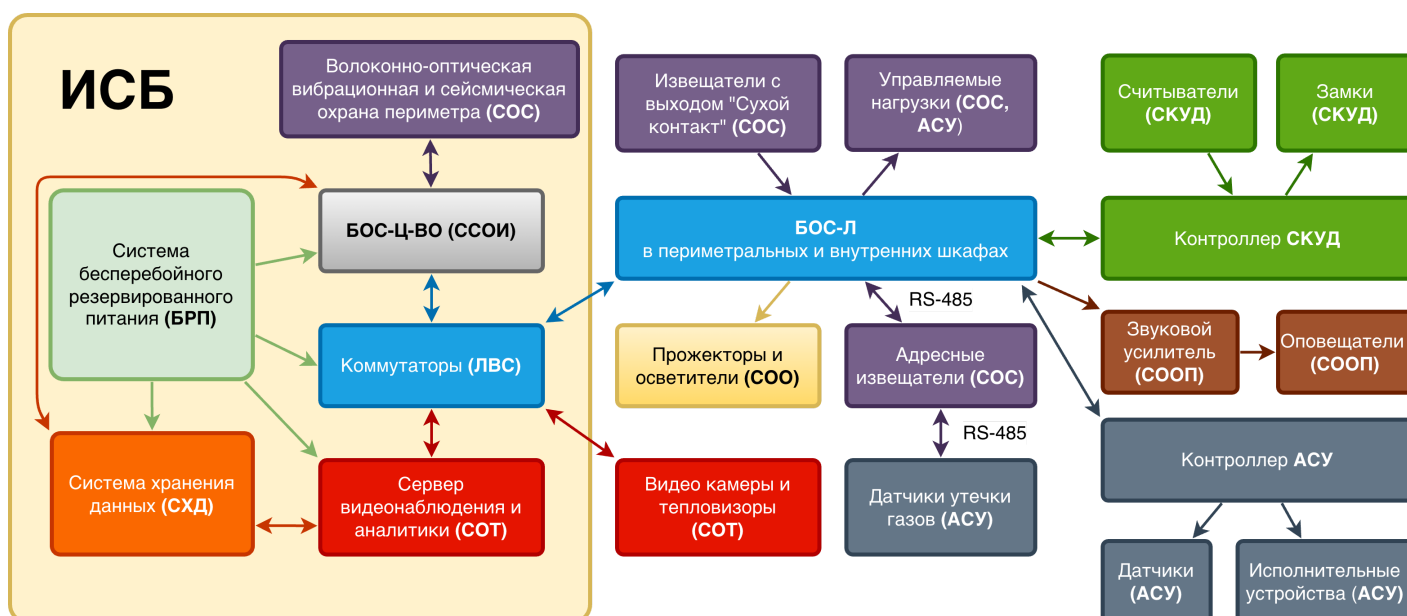 ИСБ
Волоконно-оптическая
вибрационная и сейсмическая
охрана периметра (СОС)
Извещатели с
выходом "Сухой
контакт" (СОС)
Управляемые
нагрузки (СОС,
АСУ)
Считыватели
(СКУД)
Замки
(СКУД)
Система
бесперебойного
резервированного
питания (БРП)
БОС-Ц-ВО (ССОИ)
БОС-Л
в периметральных и внутренних шкафах
Контроллер СКУД
RS-485
Коммутаторы (ЛВС)
Прожекторы и
осветители (СОО)
Адресные
извещатели (СОС)
Звуковой
усилитель
(СООП)
Оповещатели
(СООП)
RS-485
Система хранения
данных (СХД)
Сервер
видеонаблюдения и
аналитики (СОТ)
Видео камеры и
тепловизоры
(СОТ)
Датчики утечки
газов (АСУ)
Контроллер АСУ
Датчики
(АСУ)
Исполнительные
устройства (АСУ)